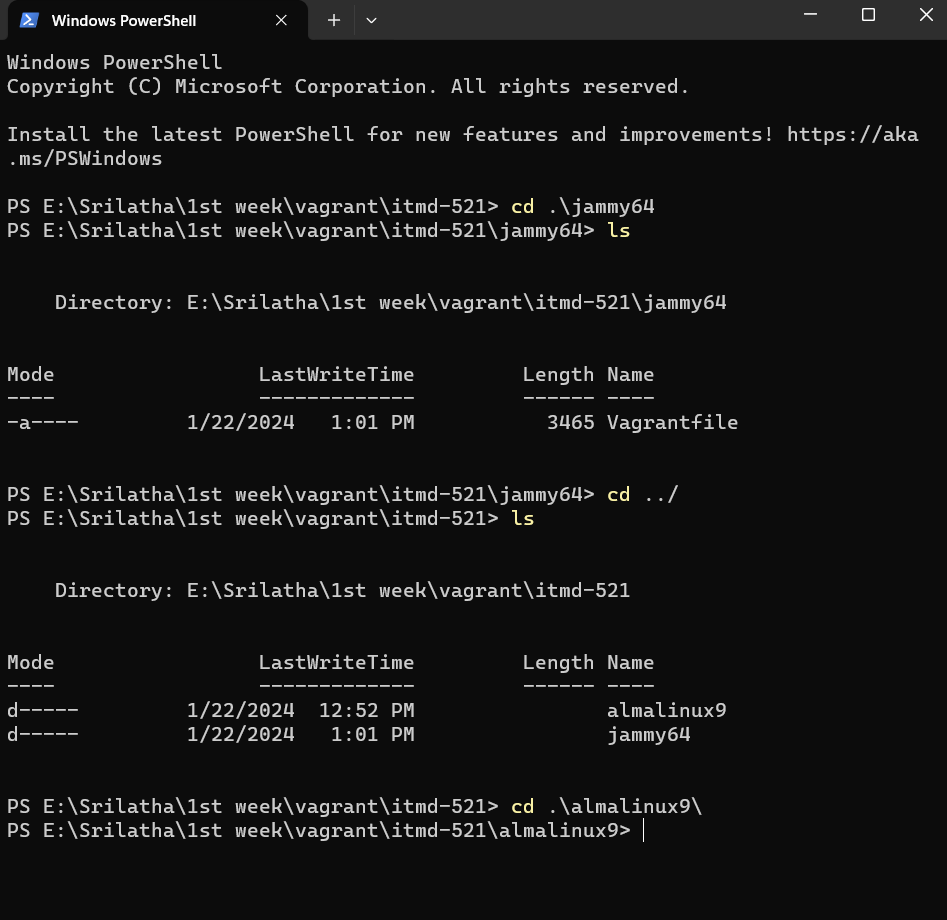 Windows PowerShell
Windows PowerShell
Copyright (C) Microsoft Corporation. All rights reserved.
Install the latest PowerShell for new features and improvements! https://aka
.ms/PSWindows
PS E:\Srilatha\1st week\vagrant\itmd-521> cd .\jammy64
PS E:\Srilatha\1st week\vagrant\itmd-521\jammy64> ls
    Directory: E:\Srilatha\1st week\vagrant\itmd-521\jammy64
Mode                 LastWriteTime         Length Name
----                 -------------         ------ ----
-a----         1/22/2024   1:01 PM           3465 Vagrantfile
PS E:\Srilatha\1st week\vagrant\itmd-521\jammy64> cd ../
PS E:\Srilatha\1st week\vagrant\itmd-521> ls
    Directory: E:\Srilatha\1st week\vagrant\itmd-521
Mode                 LastWriteTime         Length Name
----                 -------------         ------ ----
d-----         1/22/2024  12:52 PM                almalinux9
d-----         1/22/2024   1:01 PM                jammy64
PS E:\Srilatha\1st week\vagrant\itmd-521> cd .\almalinux9\
PS E:\Srilatha\1st week\vagrant\itmd-521\almalinux9>